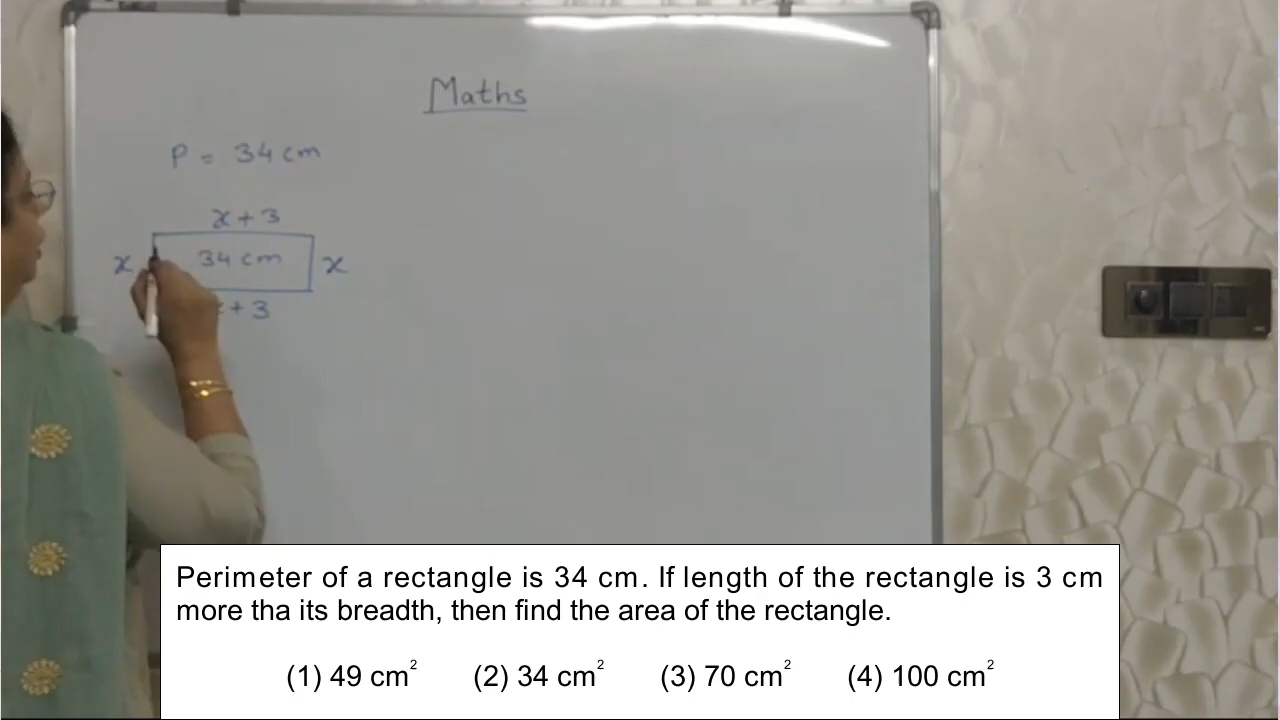 Maths
P = 34 cm
x + 3
x 34 cm x
+ 3
Perimeter of a rectangle is 34 cm. If length of the rectangle is 3 cm
more tha its breadth, then find the area of the rectangle.
(1) 49 cm² (2) 34 cm² (3) 70 cm² (4) 100 cm²